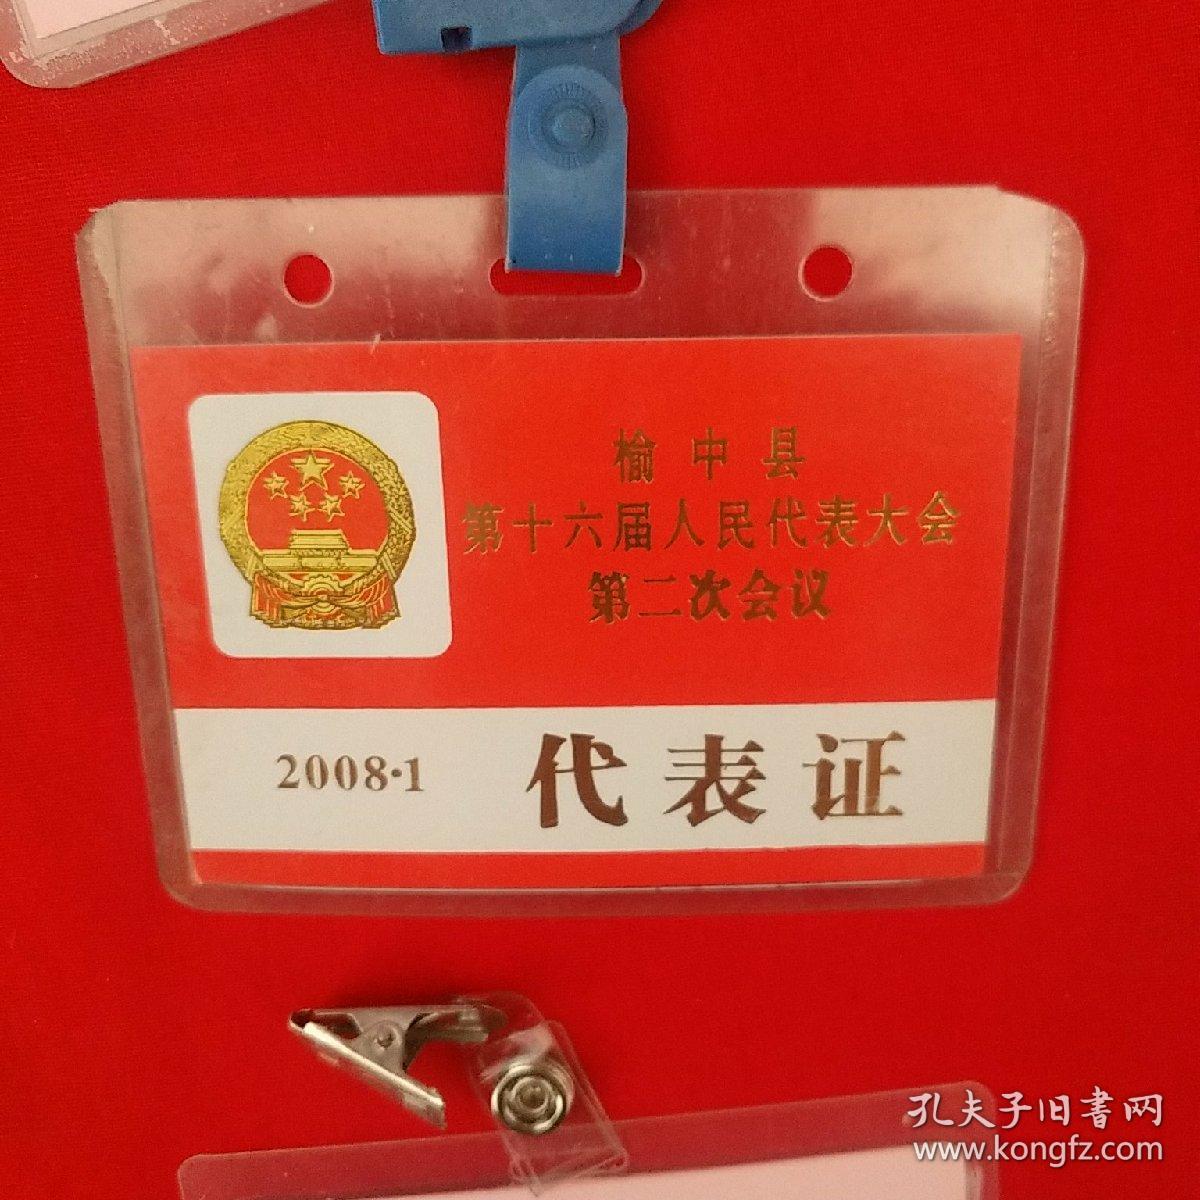 榆中县
第十六届人民代表大会
第二次会议
2008·1 代表证
孔夫子旧書网
www.kongfz.com